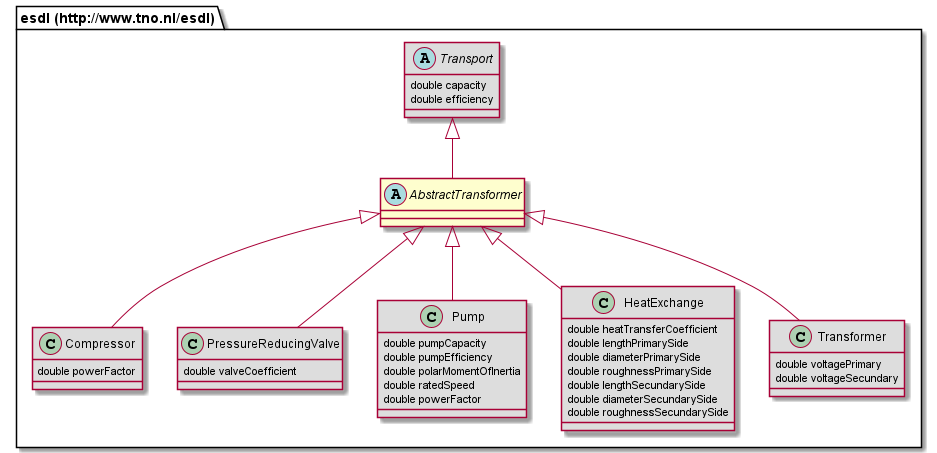 esdl (http://www.tno.nl/esdl)
A Transport
double capacity
double efficiency
A AbstractTransformer
C Compressor
double powerFactor
C PressureReducingValve
double valveCoefficient
C Pump
double pumpCapacity
double pumpEfficiency
double polarMomentOfInertia
double ratedSpeed
double powerFactor
C HeatExchange
double heatTransferCoefficient
double lengthPrimarySide
double diameterPrimarySide
double roughnessPrimarySide
double lengthSecundarySide
double diameterSecundarySide
double roughnessSecundarySide
C Transformer
double voltagePrimary
double voltageSecundary